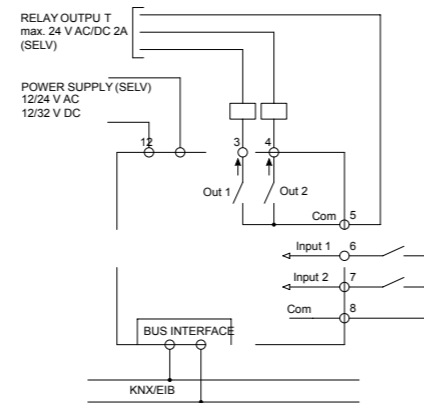 RELAY OUTPUT T
max. 24 V AC/DC 2A
(SELV)
POWER SUPPLY (SELV)
12/24 V AC
12/32 V DC
12
3
4
Out 1
Out 2
Com
5
Input 1
6
Input 2
7
Com
8
BUS INTERFACE
KNX/EIB